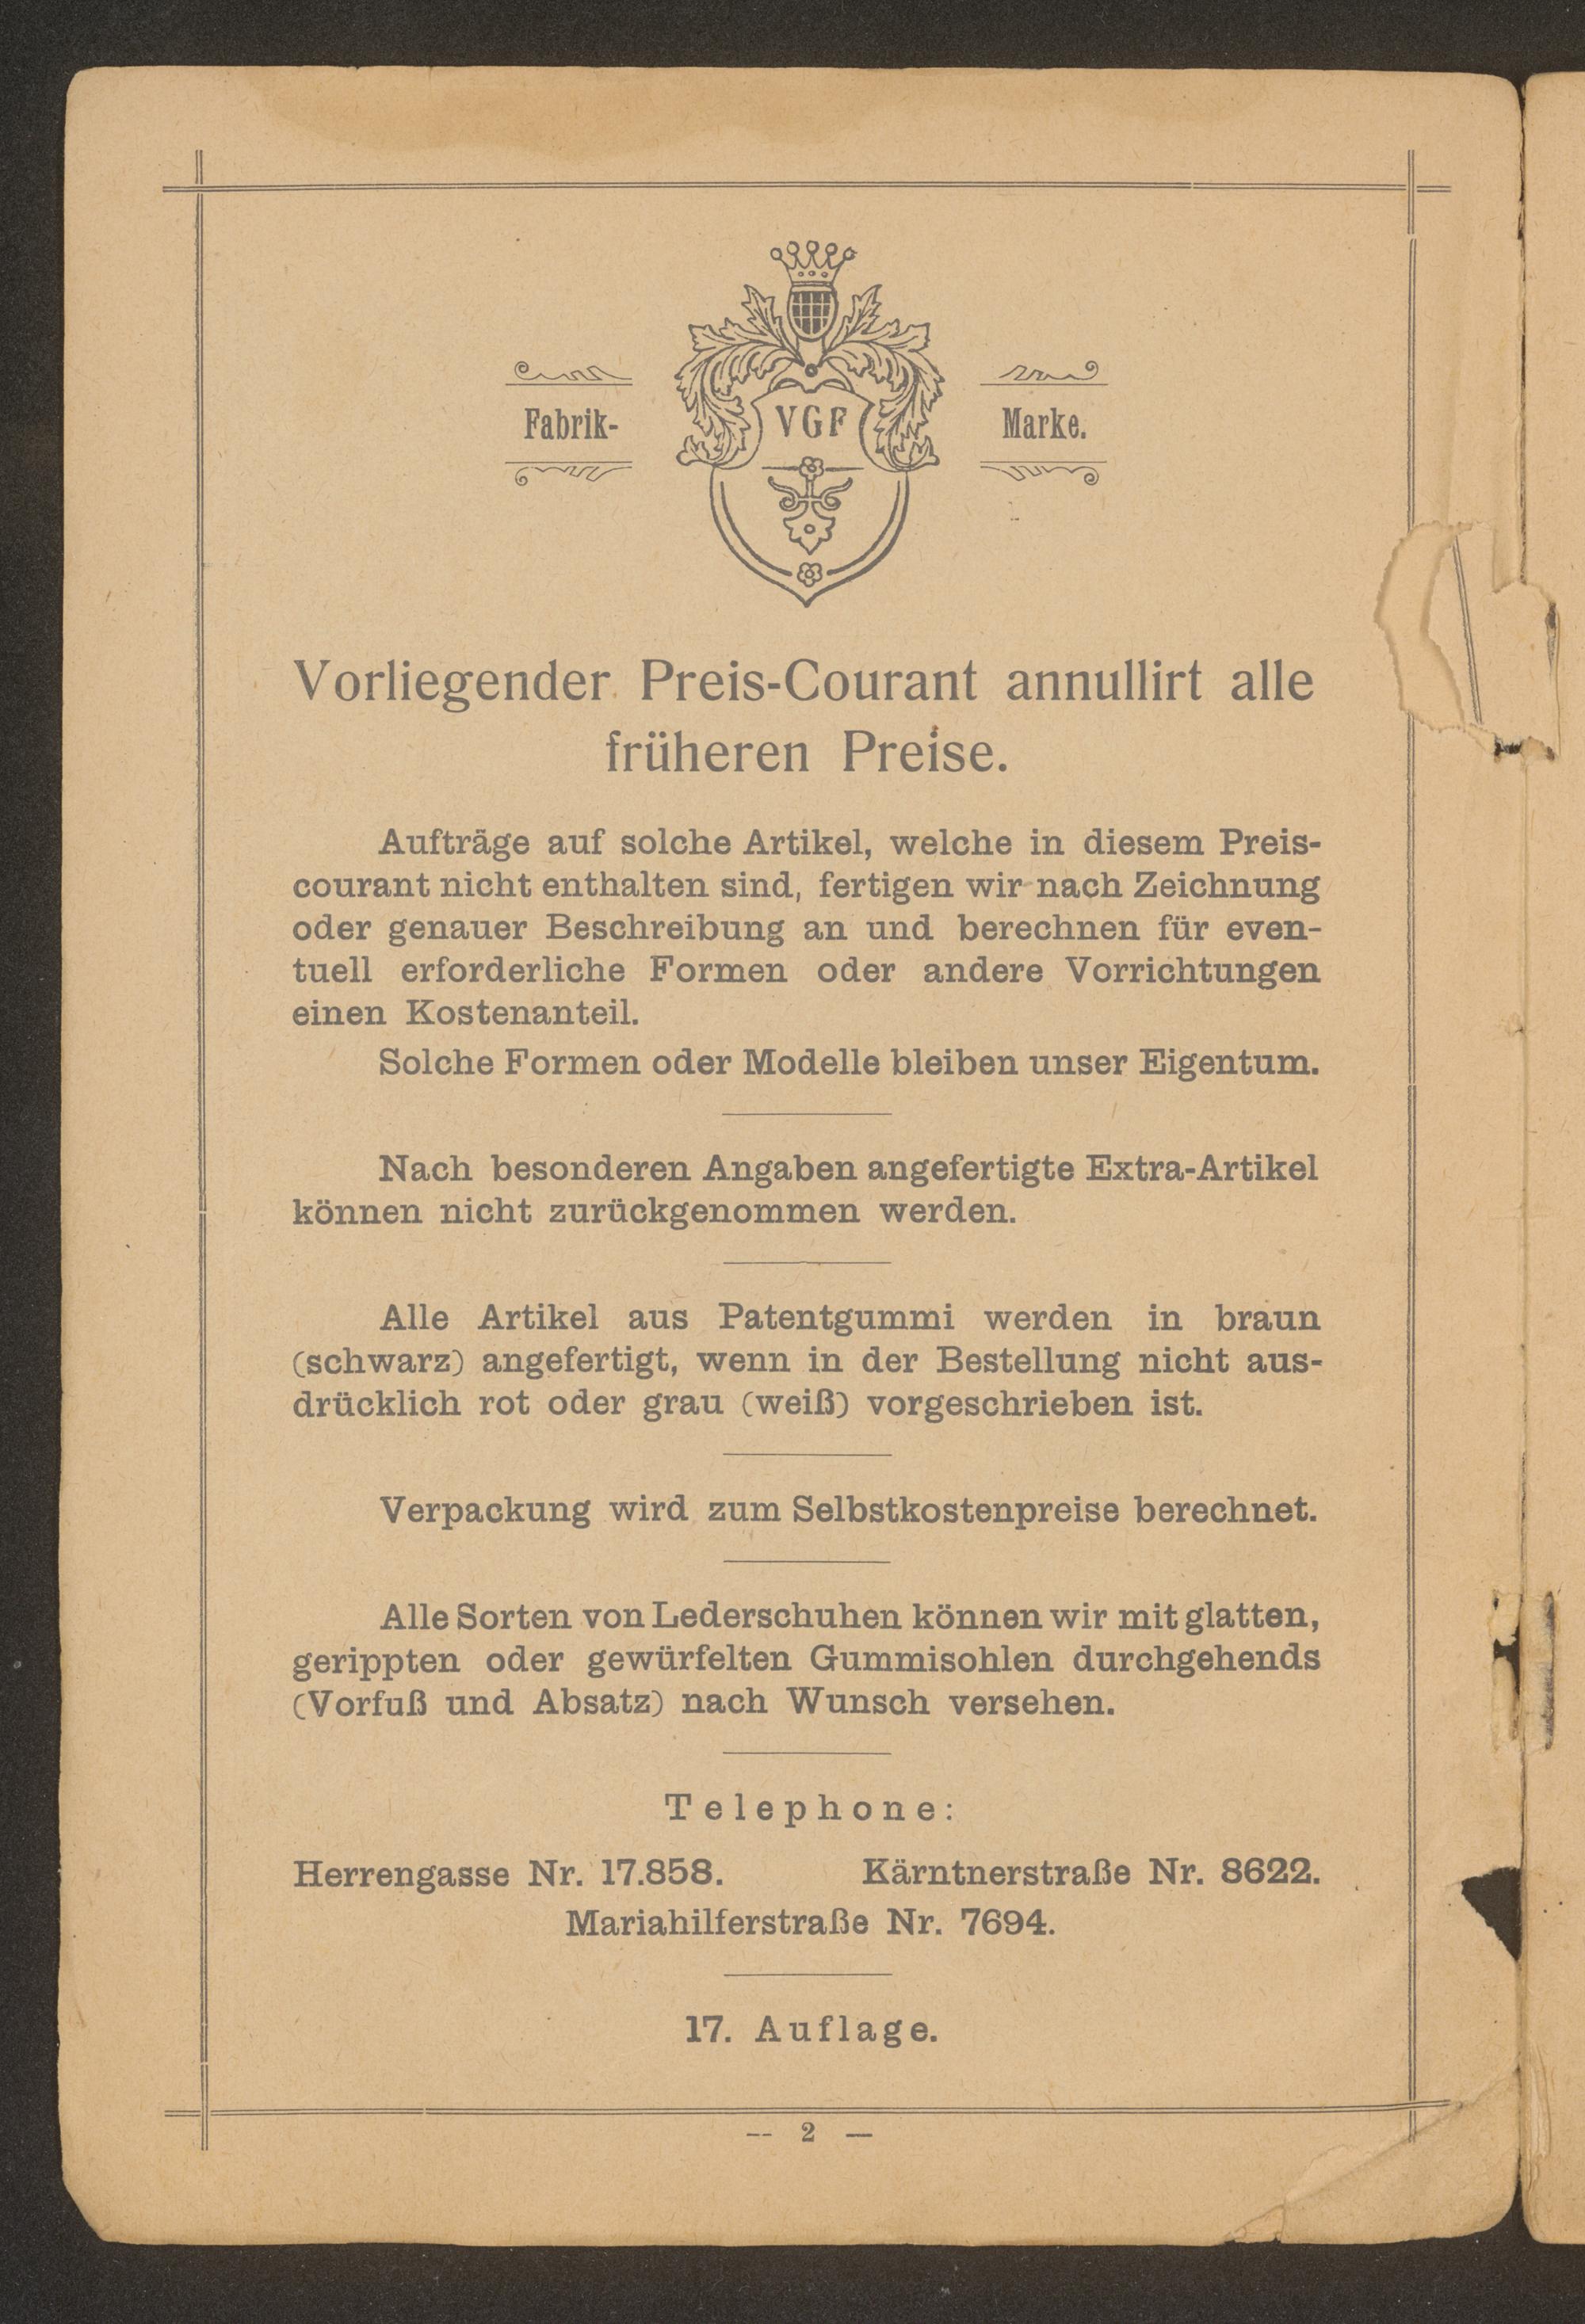 Fabrik- VGF Marke.
Vorliegender Preis-Courant annullirt alle
früheren Preise.
Aufträge auf solche Artikel, welche in diesem Preis-
courant nicht enthalten sind, fertigen wir nach Zeichnung
oder genauer Beschreibung an und berechnen für even-
tuell erforderliche Formen oder andere Vorrichtungen
einen Kostenanteil.
Solche Formen oder Modelle bleiben unser Eigentum.
Nach besonderen Angaben angefertigte Extra-Artikel
können nicht zurückgenommen werden.
Alle Artikel aus Patentgummi werden in braun
(schwarz) angefertigt, wenn in der Bestellung nicht aus-
drücklich rot oder grau (weiß) vorgeschrieben ist.
Verpackung wird zum Selbstkostenpreise berechnet.
Alle Sorten von Lederschuhen können wir mit glatten,
gerippten oder gewürfelten Gummisohlen durchgehends
(Vorfuß und Absatz) nach Wunsch versehen.
Telephone:
Herrengasse Nr. 17.858. Kärntnerstraße Nr. 8622.
Mariahilferstraße Nr. 7694.
17. Auflage.
— 2 —